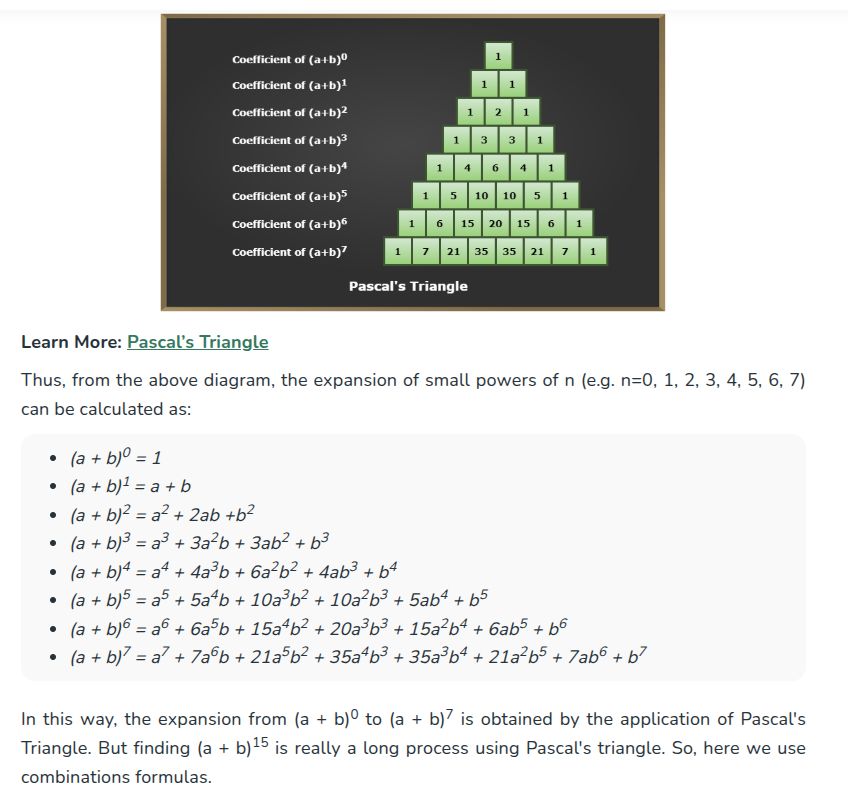 Coefficient of (a+b)⁰ 1
Coefficient of (a+b)¹ 1 1
Coefficient of (a+b)² 1 2 1
Coefficient of (a+b)³ 1 3 3 1
Coefficient of (a+b)⁴ 1 4 6 4 1
Coefficient of (a+b)⁵ 1 5 10 10 5 1
Coefficient of (a+b)⁶ 1 6 15 20 15 6 1
Coefficient of (a+b)⁷ 1 7 21 35 35 21 7 1
Pascal's Triangle
Learn More: Pascal's Triangle
Thus, from the above diagram, the expansion of small powers of n (e.g. n=0, 1, 2, 3, 4, 5, 6, 7)
can be calculated as:
• (a + b)⁰ = 1
• (a + b)¹ = a + b
• (a + b)² = a² + 2ab +b²
• (a + b)³ = a³ + 3a²b + 3ab² + b³
• (a + b)⁴ = a⁴ + 4a³b + 6a²b² + 4ab³ + b⁴
• (a + b)⁵ = a⁵ + 5a⁴b + 10a³b² + 10a²b³ + 5ab⁴ + b⁵
• (a + b)⁶ = a⁶ + 6a⁵b + 15a⁴b² + 20a³b³ + 15a²b⁴ + 6ab⁵ + b⁶
• (a + b)⁷ = a⁷ + 7a⁶b + 21a⁵b² + 35a⁴b³ + 35a³b⁴ + 21a²b⁵ + 7ab⁶ + b⁷
In this way, the expansion from (a + b)⁰ to (a + b)⁷ is obtained by the application of Pascal's
Triangle. But finding (a + b)¹⁵ is really a long process using Pascal's triangle. So, here we use
combinations formulas.